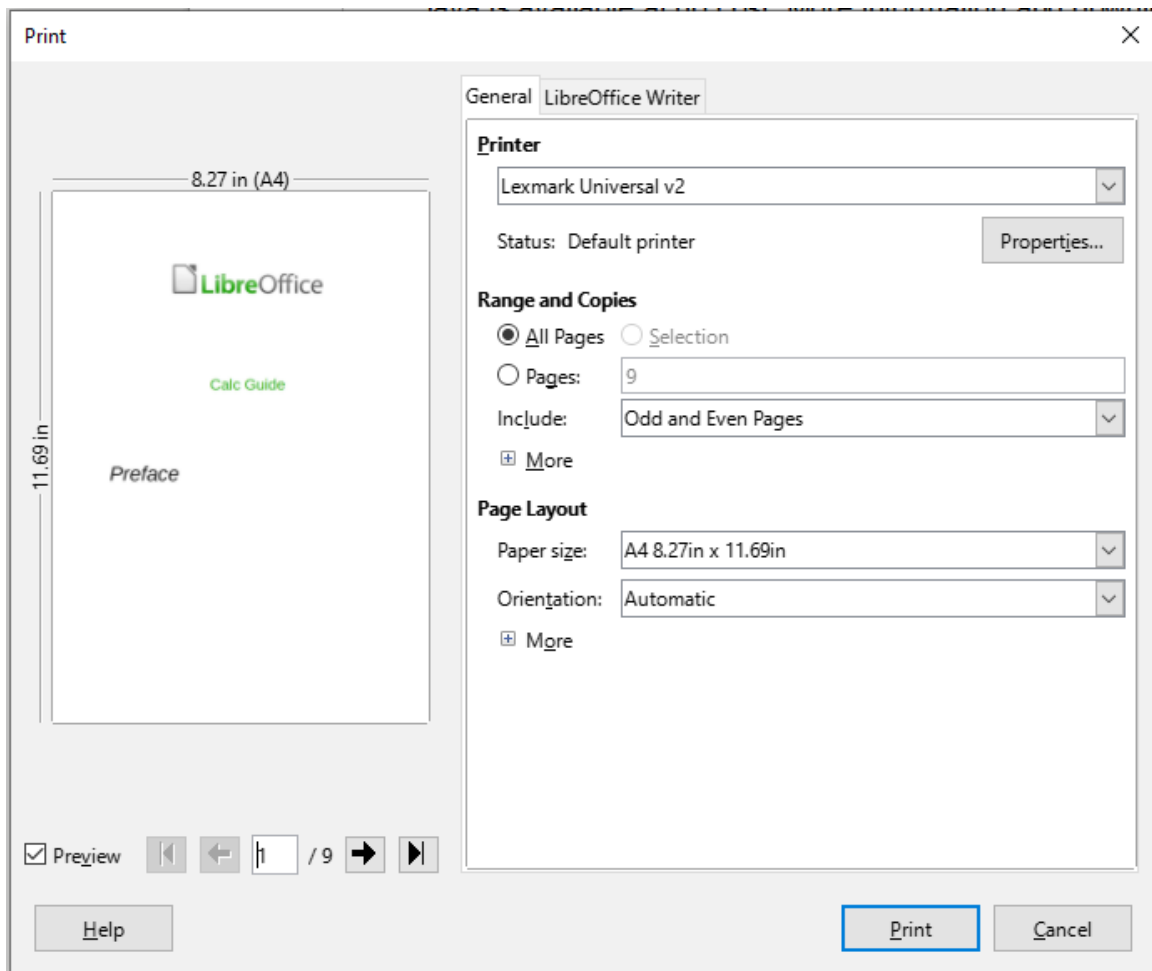 Print
8.27 in (A4)
11.69 in
LibreOffice
Calc Guide
Preface
Preview
1 / 9
General
LibreOffice Writer
Printer
Lexmark Universal v2
Status: Default printer
Properties...
Range and Copies
All Pages
Selection
Pages: 9
Include: Odd and Even Pages
More
Page Layout
Paper size: A4 8.27in x 11.69in
Orientation: Automatic
More
Help
Print
Cancel